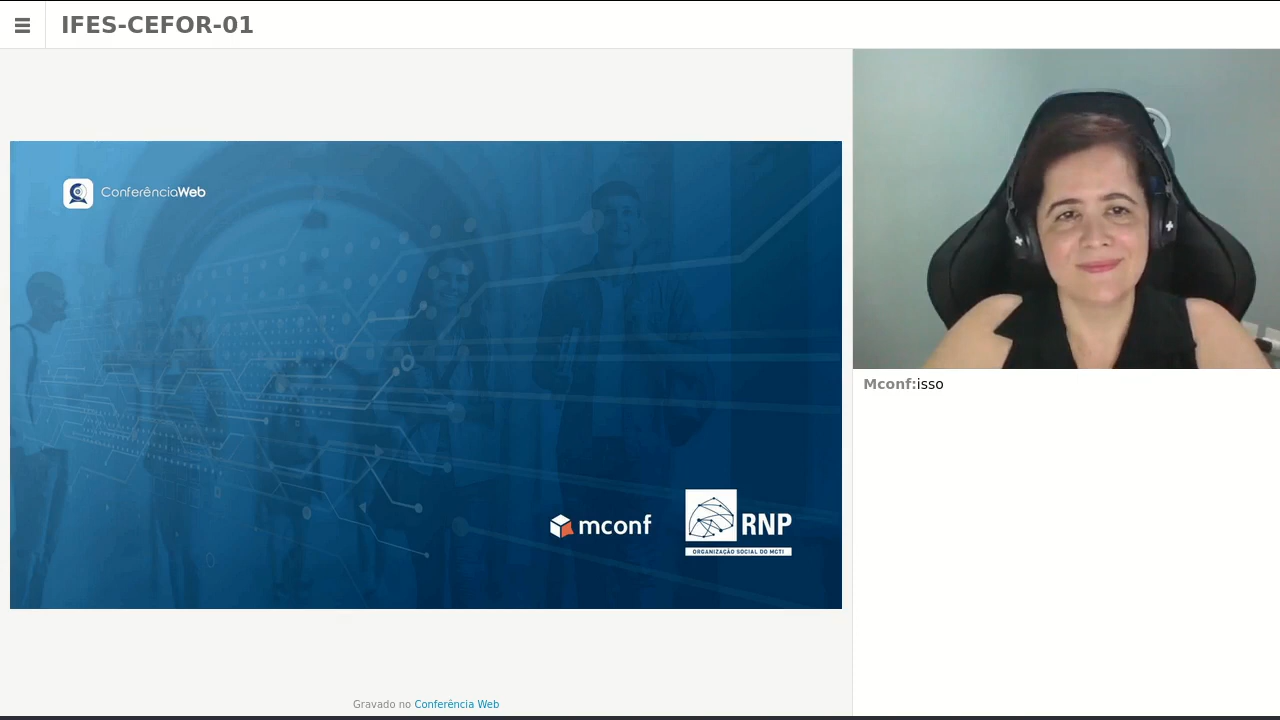 IFES-CEFOR-01
ConferênciaWeb
mconf
RNP
ORGANIZAÇÃO SOCIAL DO MCTI
Mconf:isso
Gravado no Conferência Web